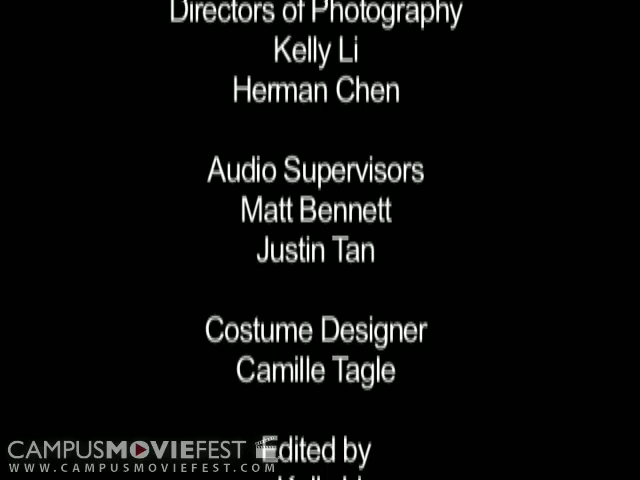 Directors of Photography
Kelly Li
Herman Chen
Audio Supervisors
Matt Bennett
Justin Tan
Costume Designer
Camille Tagle
Edited by
CAMPUSMOVIEFEST
WWW.CAMPUSMOVIEFEST.COM